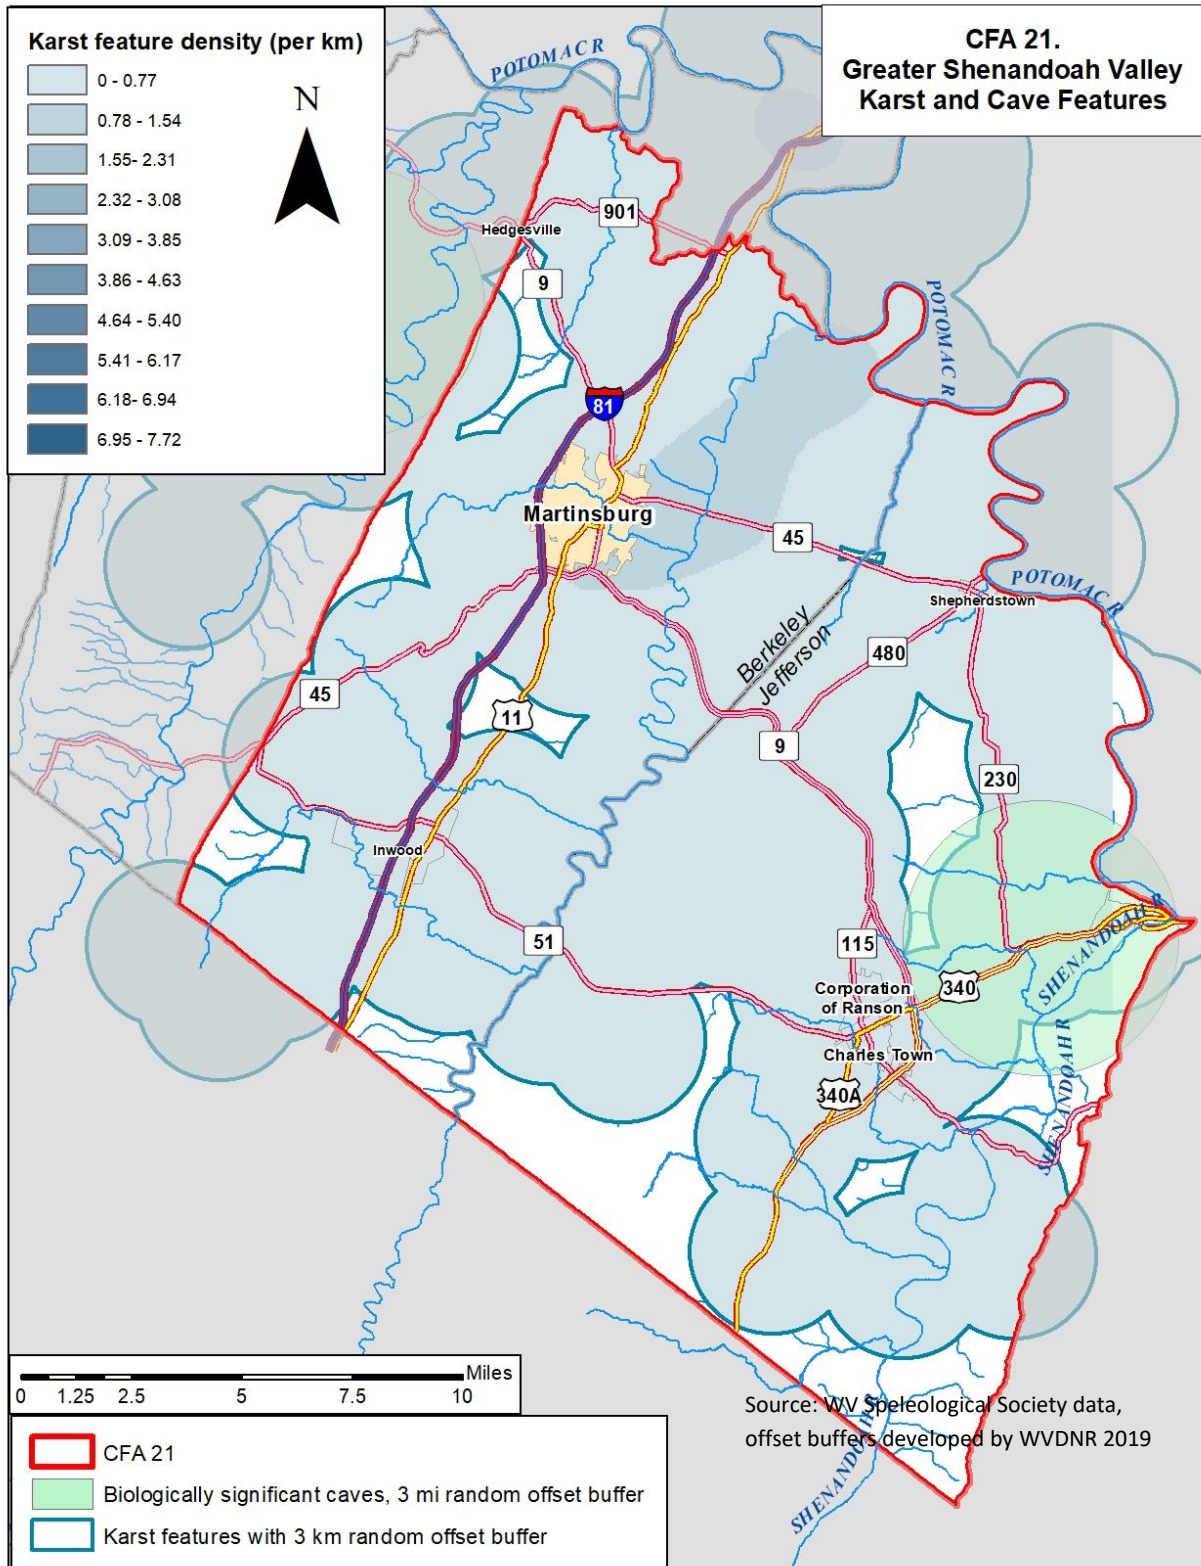 Karst feature density (per km)
0 - 0.77
0.78 - 1.54
1.55- 2.31
2.32 - 3.08
3.09 - 3.85
3.86 - 4.63
4.64 - 5.40
5.41 - 6.17
6.18- 6.94
6.95 - 7.72
N
CFA 21.
Greater Shenandoah Valley
Karst and Cave Features
POTOMAC R
901
Hedgesville
9
POTOMAC R
81
Martinsburg
45
POTOMAC R
Shepherdstown
Berkeley
Jefferson
480
45
11
9
230
Inwood
SHENANDOAH R
51
115
340
Corporation
of Ranson
SHENANDOAH R
Charles Town
340A
Miles
0 1.25 2.5 5 7.5 10
Source: WV Speleological Society data,
offset buffers developed by WVDNR 2019
SHENANDOAH R
CFA 21
Biologically significant caves, 3 mi random offset buffer
Karst features with 3 km random offset buffer